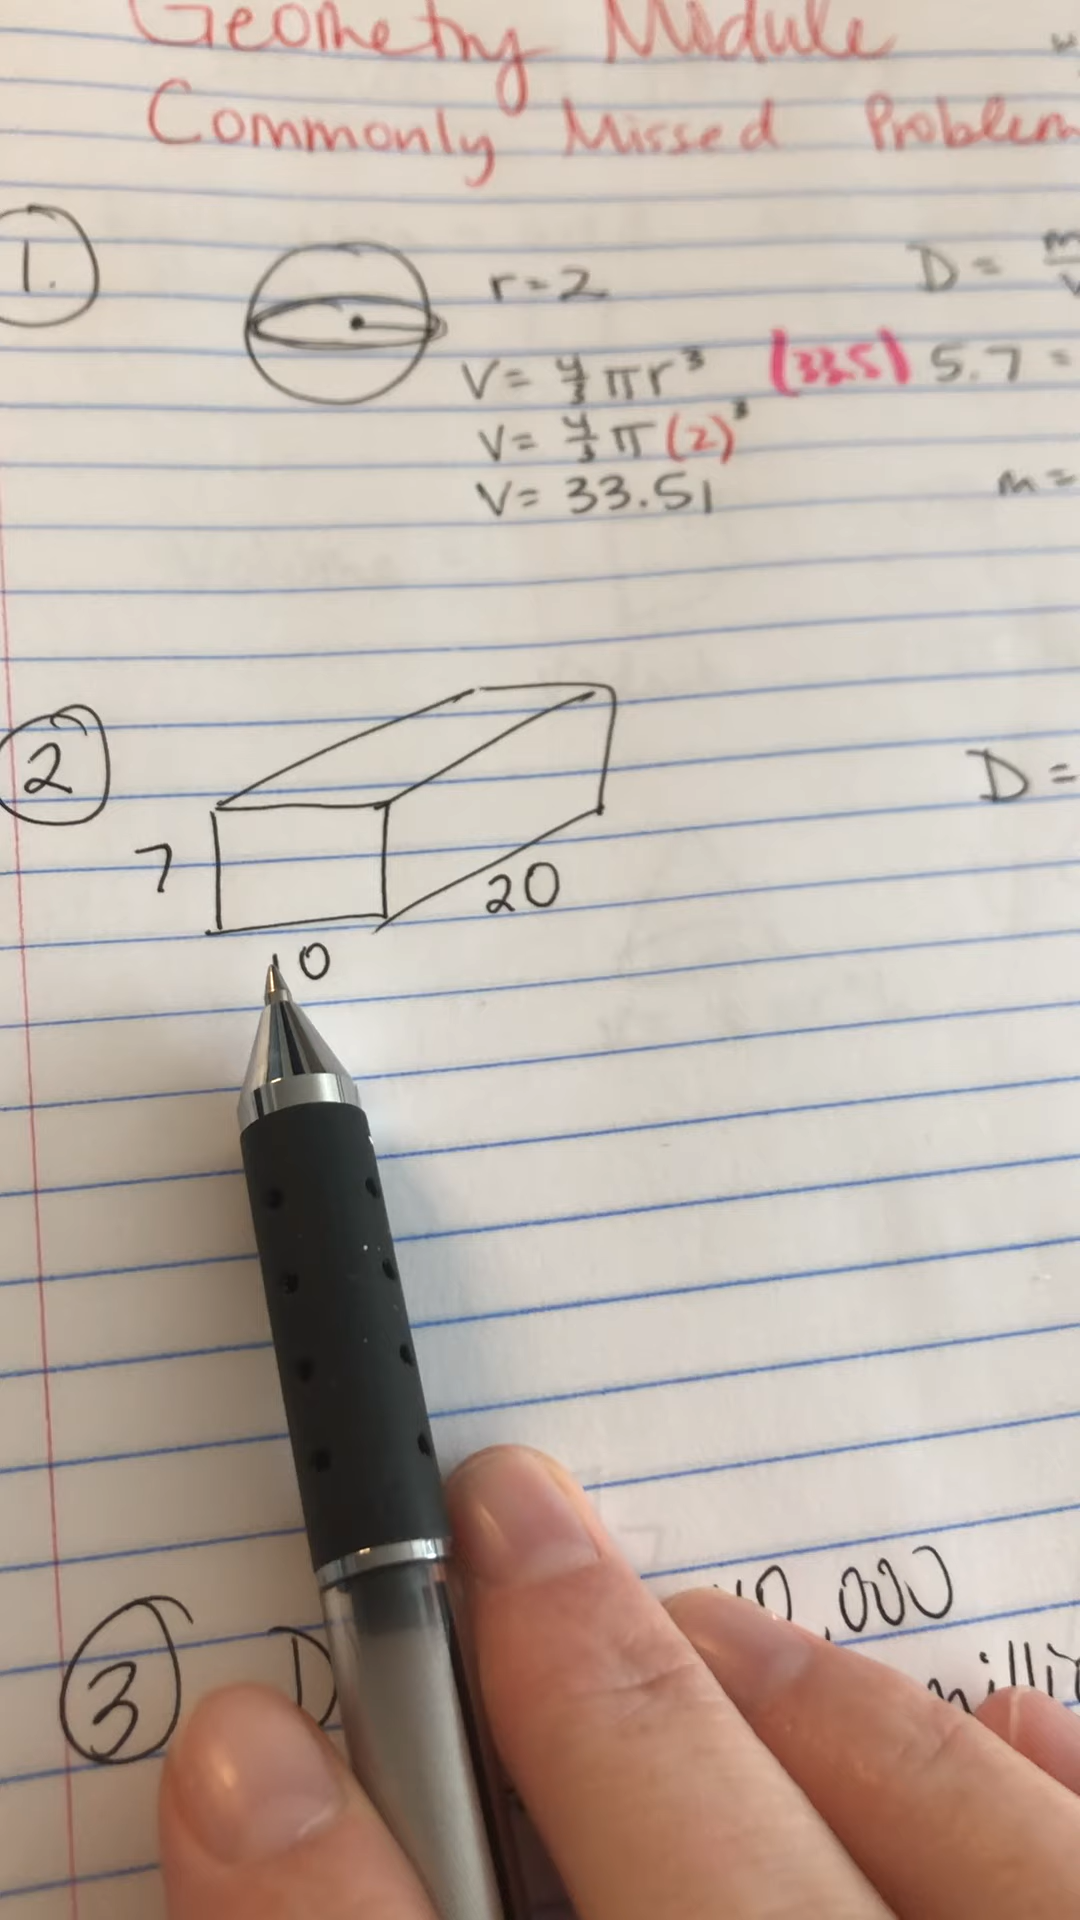 Geometry Module
Commonly Missed Problem
1.
r=2
D = m
V = 4/3 πr³
(33.5) 5.7 =
V = 4/3 π(2)³
V = 33.51
m =
2
D =
7
20
10
3
D
,000